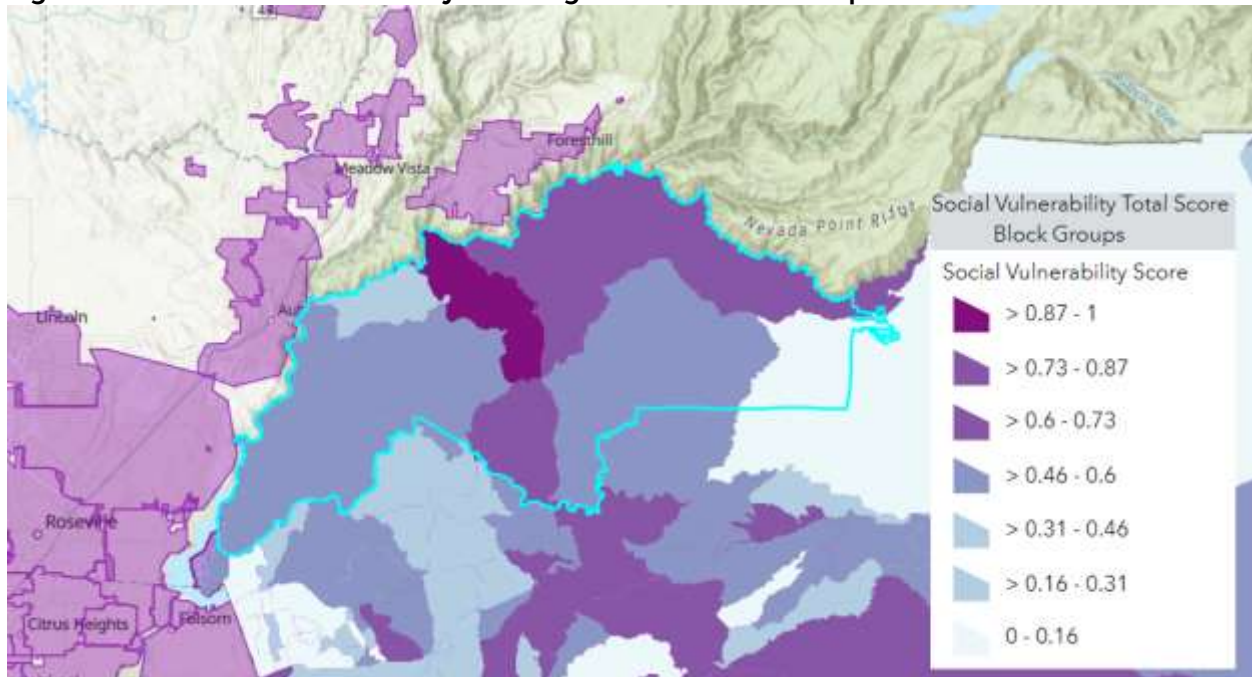 49
Foresthill
Meadow Vista
Nevada Point Ridge
Lincoln
Au
Roseville
Citrus Heights
Folsom
Social Vulnerability Total Score
Block Groups
Social Vulnerability Score
> 0.87 - 1
> 0.73 - 0.87
> 0.6 - 0.73
> 0.46 - 0.6
> 0.31 - 0.46
> 0.16 - 0.31
0 - 0.16